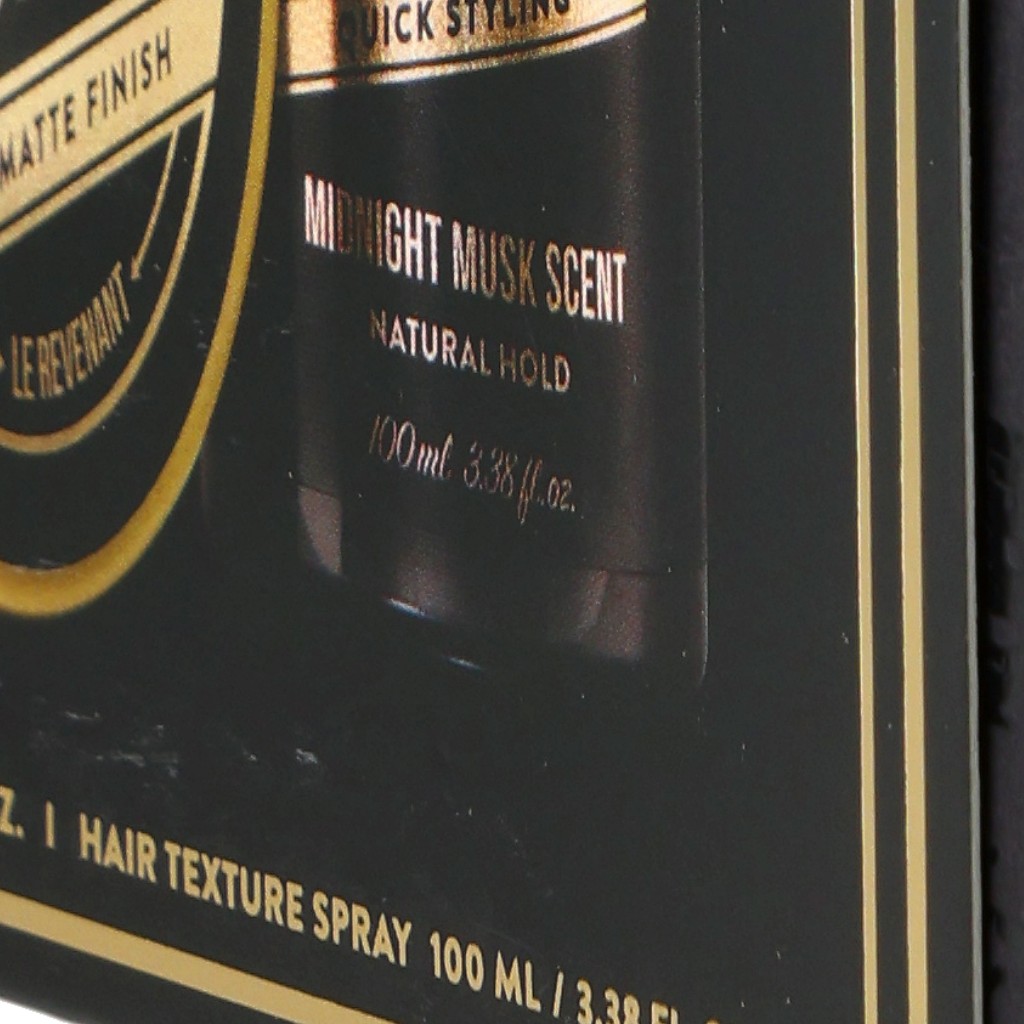 QUICK STYLING
MATTE FINISH
LE REVENANT
MIDNIGHT MUSK SCENT
NATURAL HOLD
100ml 3.38 fl.oz.
Z. | HAIR TEXTURE SPRAY 100 ML / 3.38 FL